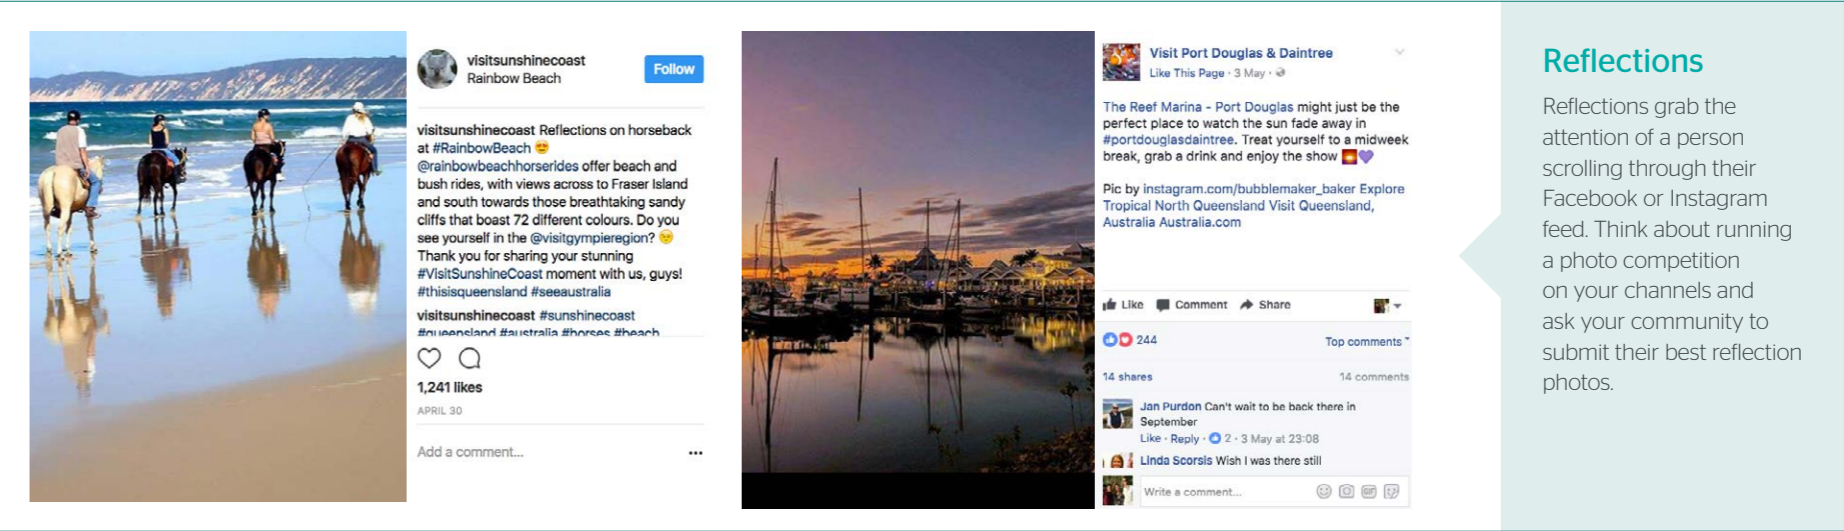 visitsunshinecoast
Rainbow Beach
Follow
visitsunshinecoast Reflections on horseback
at #RainbowBeach 😍
@rainbowbeachhorserides offer beach and
bush rides, with views across to Fraser Island
and south towards those breathtaking sandy
cliffs that boast 72 different colours. Do you
see yourself in the @visitgympieregion? 😏
Thank you for sharing your stunning
#VisitSunshineCoast moment with us, guys!
#thisisqueensland #seeaustralia
visitsunshinecoast #sunshinecoast
#queensland #australia #horses #beach
1,241 likes
APRIL 30
Add a comment...
Visit Port Douglas & Daintree
Like This Page · 3 May ·
The Reef Marina - Port Douglas might just be the
perfect place to watch the sun fade away in
#portdouglasdaintree. Treat yourself to a midweek
break, grab a drink and enjoy the show 🌅💜
Pic by instagram.com/bubblemaker_baker Explore
Tropical North Queensland Visit Queensland,
Australia Australia.com
Like Comment Share
244
Top comments
14 shares
14 comments
Jan Purdon Can't wait to be back there in
September
Like · Reply · 2 · 3 May at 23:08
Linda Scorsis Wish I was there still
Write a comment...
GIF
Reflections
Reflections grab the
attention of a person
scrolling through their
Facebook or Instagram
feed. Think about running
a photo competition
on your channels and
ask your community to
submit their best reflection
photos.